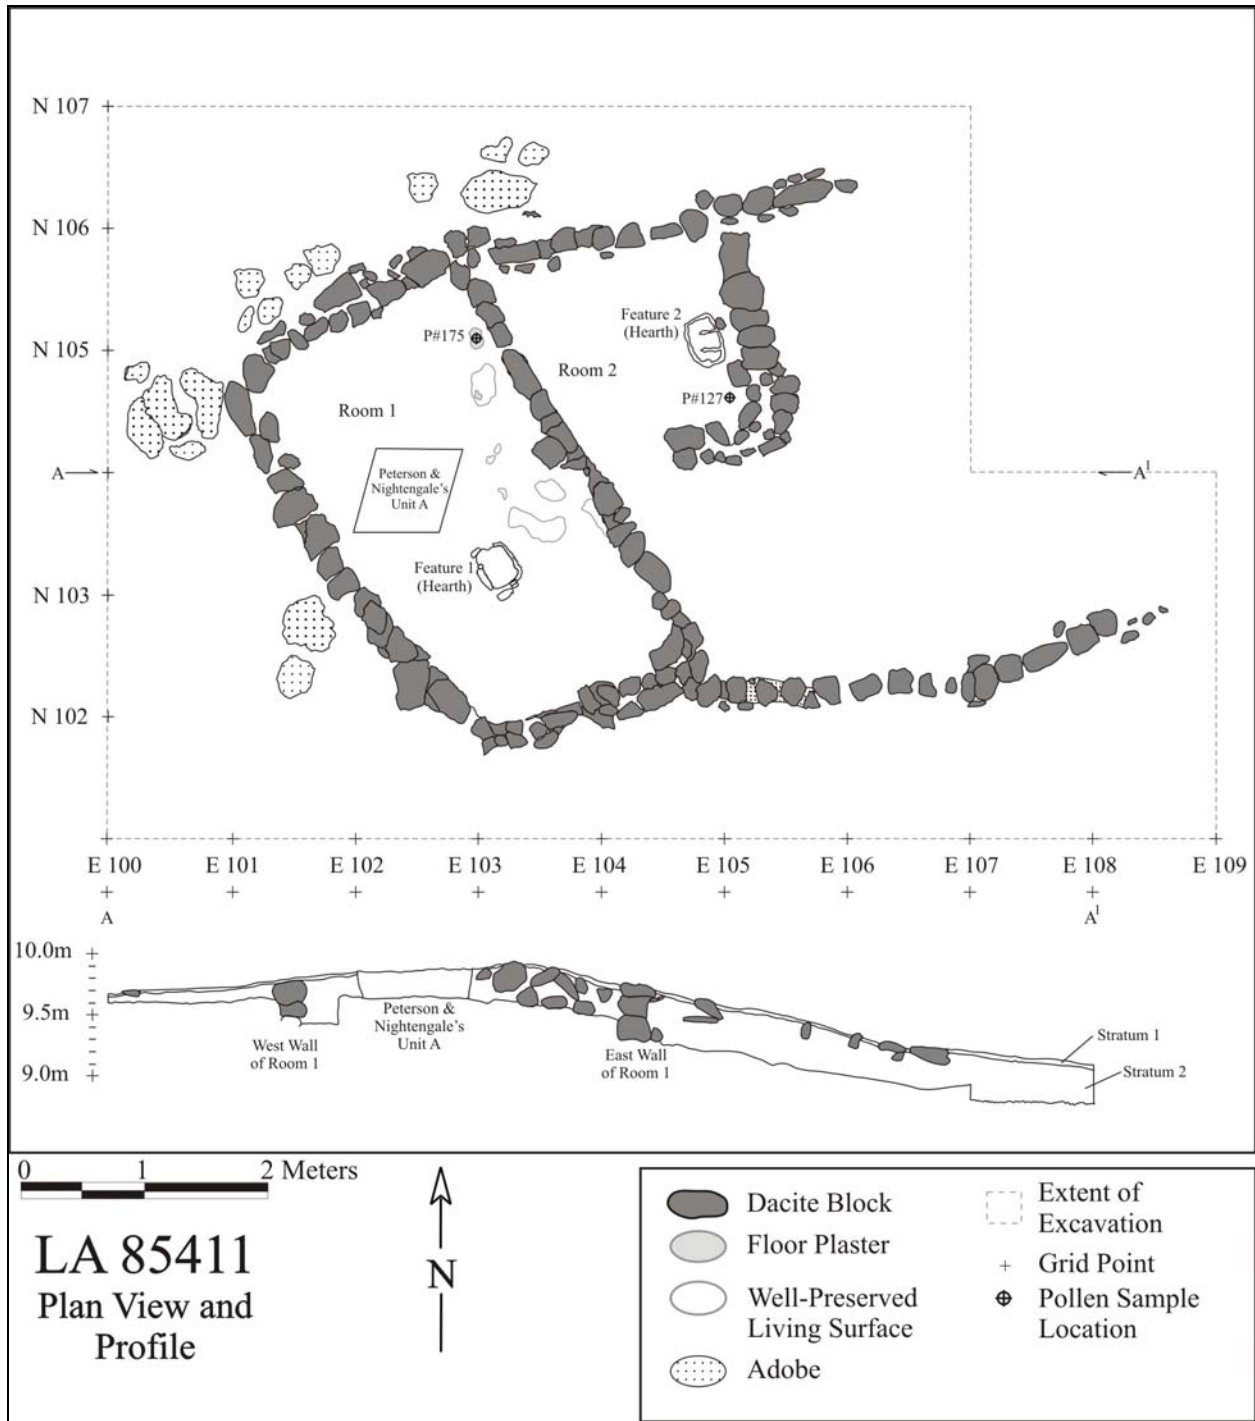 N 107
N 106
Feature 2
(Hearth)
P#175
N 105
Room 2
P#127
Room 1
A
Peterson &
Nightengale's
Unit A
A1
Feature 1
(Hearth)
N 103
N 102
E 100 E 101 E 102 E 103 E 104 E 105 E 106 E 107 E 108 E 109
A A1
10.0m
9.5m
9.0m
Peterson &
Nightengale's
Unit A
West Wall
of Room 1
East Wall
of Room 1
Stratum 1
Stratum 2
0 1 2 Meters
LA 85411
Plan View and
Profile
N
Dacite Block
Floor Plaster
Well-Preserved
Living Surface
Adobe
Extent of
Excavation
Grid Point
Pollen Sample
Location